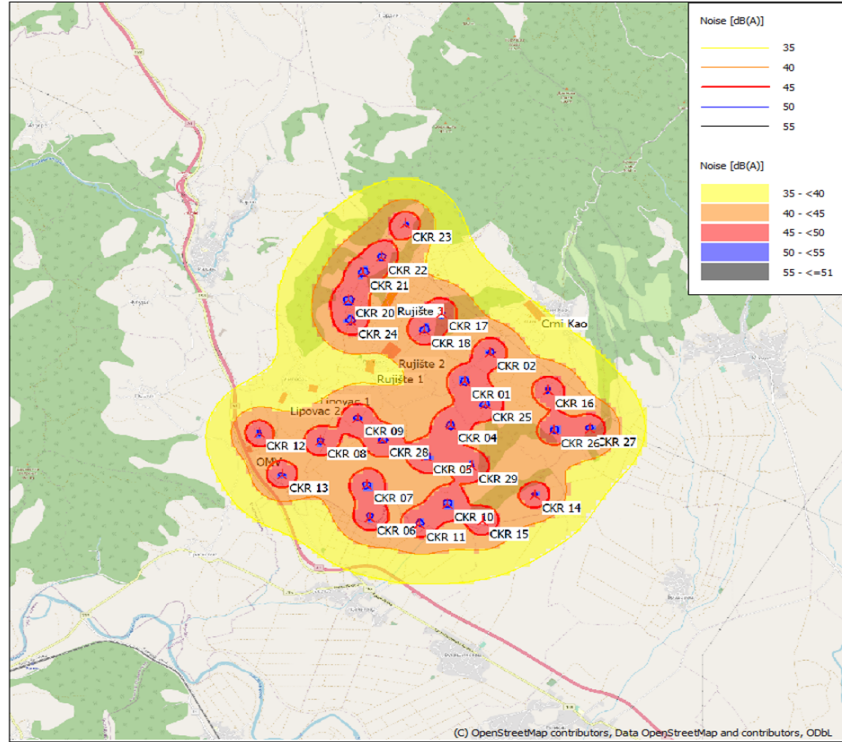 Noise [dB(A)]
35
40
45
50
55
Noise [dB(A)]
35 - <40
40 - <45
45 - <50
50 - <55
55 - <=51
CKR 23
CKR 22
CKR 21
CKR 20
Rujište 3
CKR 17
CKR 24
CKR 18
Crni Kao
Rujište 2
CKR 02
Rujište 1
CKR 01
Lipovac 1
CKR 16
Lipovac 2
CKR 25
CKR 09
CKR 04
CKR 12
CKR 26
CKR 27
CKR 08
CKR 28
OMV
CKR 05
CKR 29
CKR 13
CKR 07
CKR 14
CKR 10
CKR 06
CKR 11
CKR 15
(C) OpenStreetMap contributors, Data OpenStreetMap and contributors, ODbL